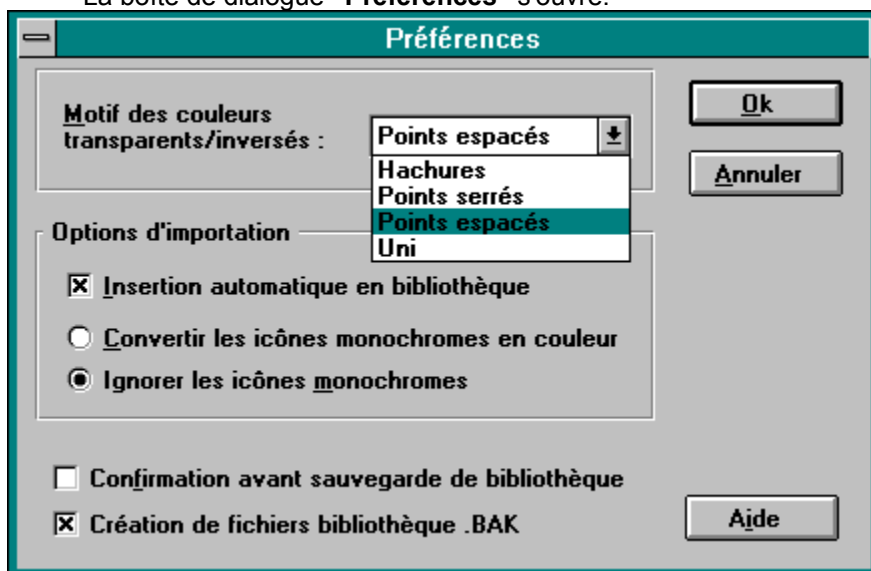 La boîte de dialogue "Préférences" s'ouvre.
Préférences
Motif des couleurs
transparents/inversés :
Points espacés
Hachures
Points serrés
Points espacés
Uni
Ok
Annuler
Options d'importation
Insertion automatique en bibliothèque
Convertir les icônes monochromes en couleur
Ignorer les icônes monochromes
Confirmation avant sauvegarde de bibliothèque
Création de fichiers bibliothèque .BAK
Aide